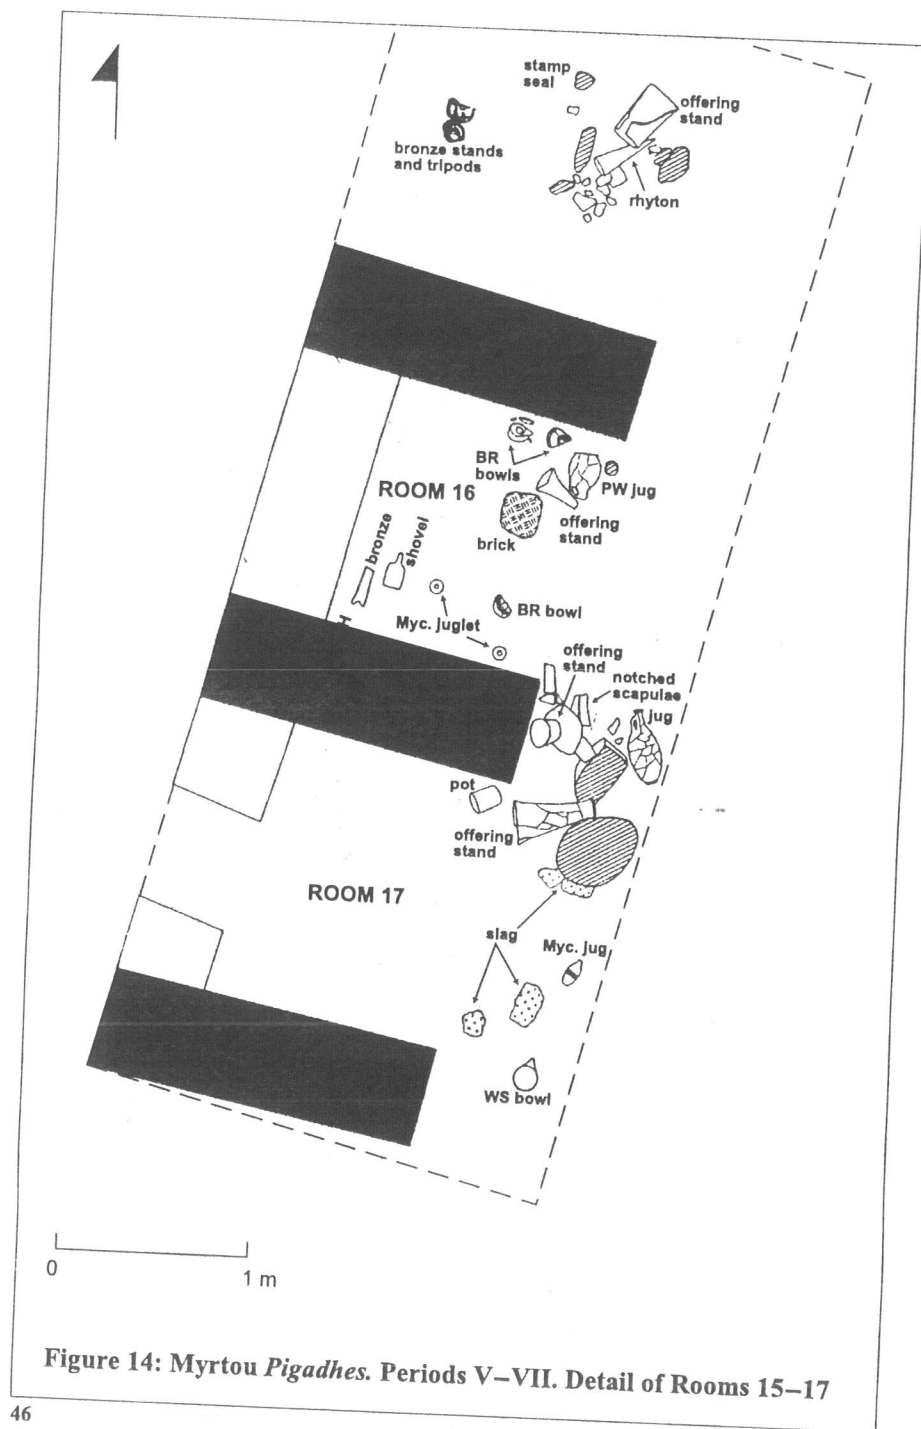 stamp
seal
offering
stand
bronze stands
and tripods
rhyton
BR
bowls
ROOM 16
PW jug
offering
stand
brick
bronze
shovel
BR bowl
Myc. juglet
offering
stand
notched
scapulae
jug
pot
offering
stand
ROOM 17
slag
Myc. jug
WS bowl
0
1 m
Figure 14: Myrtou Pigadhes. Periods V–VII. Detail of Rooms 15–17
46